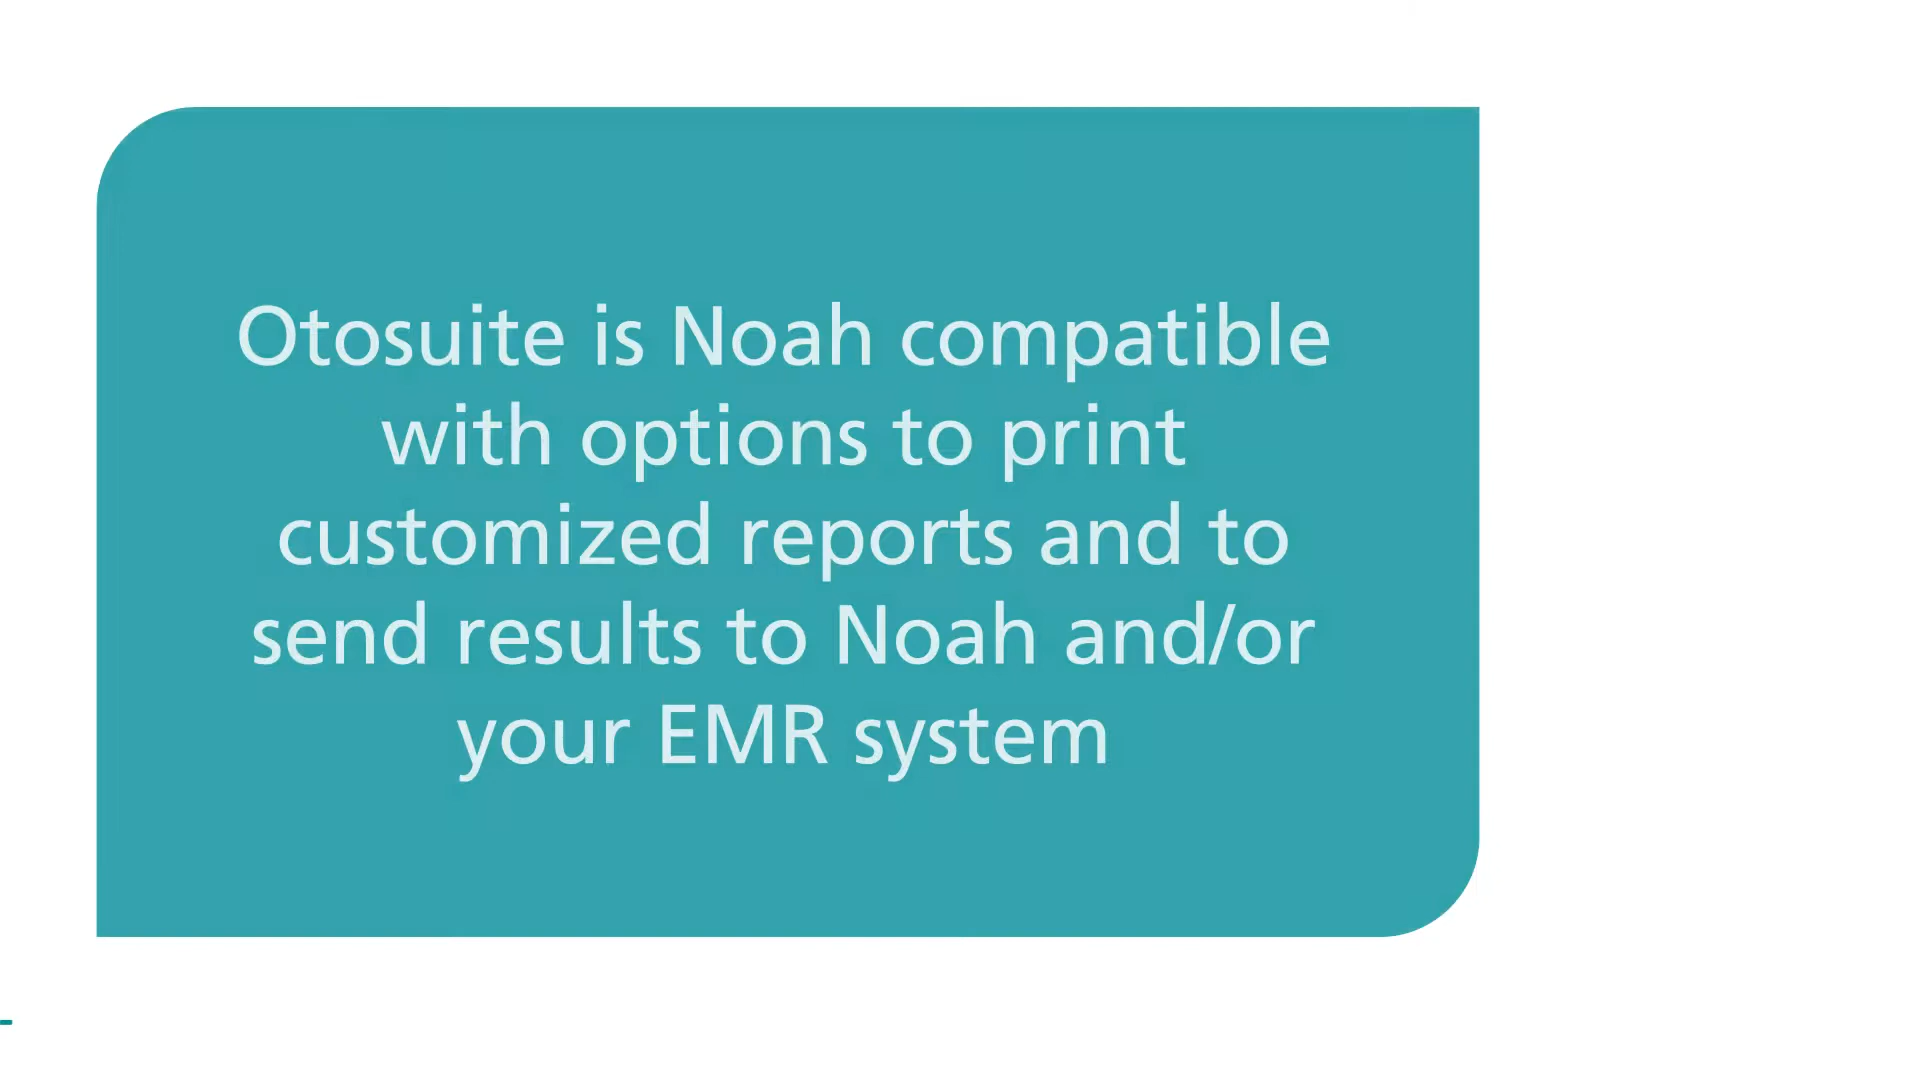 Otosuite is Noah compatible
with options to print
customized reports and to
send results to Noah and/or
your EMR system